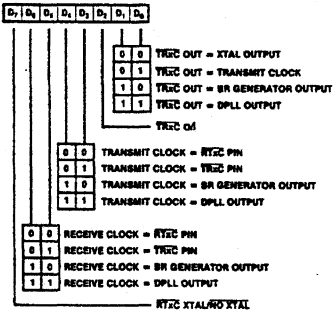 D7 D6 D5 D4 D3 D2 D1 D0
0 0 TRxC OUT = XTAL OUTPUT
0 1 TRxC OUT = TRANSMIT CLOCK
1 0 TRxC OUT = BR GENERATOR OUTPUT
1 1 TRxC OUT = DPLL OUTPUT
TRxC O/I
0 0 TRANSMIT CLOCK = RTxC PIN
0 1 TRANSMIT CLOCK = TRxC PIN
1 0 TRANSMIT CLOCK = BR GENERATOR OUTPUT
1 1 TRANSMIT CLOCK = DPLL OUTPUT
0 0 RECEIVE CLOCK = RTxC PIN
0 1 RECEIVE CLOCK = TRxC PIN
1 0 RECEIVE CLOCK = BR GENERATOR OUTPUT
1 1 RECEIVE CLOCK = DPLL OUTPUT
RTxC XTAL/NO XTAL